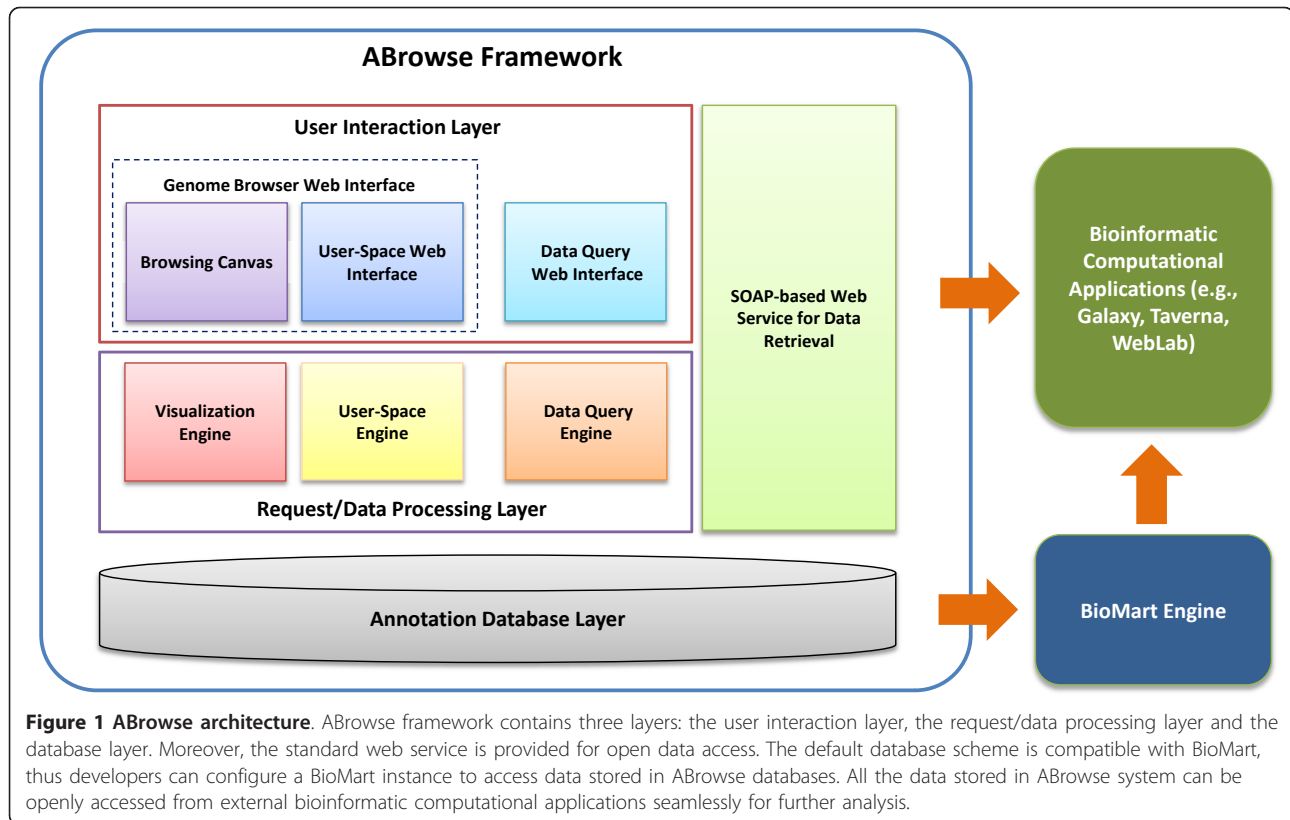 ABrowse Framework
User Interaction Layer
Genome Browser Web Interface
Browsing Canvas
User-Space Web
Interface
Data Query
Web Interface
SOAP-based Web
Service for Data
Retrieval
Visualization
Engine
User-Space
Engine
Data Query
Engine
Request/Data Processing Layer
Annotation Database Layer
Bioinformatic
Computational
Applications (e.g.,
Galaxy, Taverna,
WebLab)
BioMart Engine
Figure 1 ABrowse architecture. ABrowse framework contains three layers: the user interaction layer, the request/data processing layer and the
database layer. Moreover, the standard web service is provided for open data access. The default database scheme is compatible with BioMart,
thus developers can configure a BioMart instance to access data stored in ABrowse databases. All the data stored in ABrowse system can be
openly accessed from external bioinformatic computational applications seamlessly for further analysis.